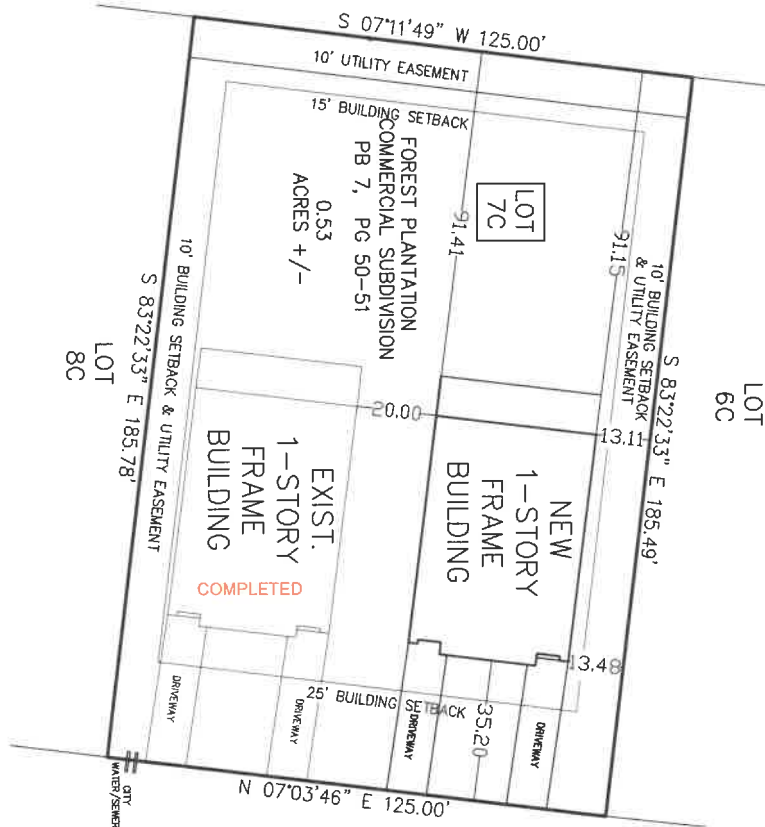 S 07°11'49" W 125.00'
10' UTILITY EASEMENT
15' BUILDING SETBACK
FOREST PLANTATION
COMMERCIAL SUBDIVISION
PB 7, PG 50-51
0.53
ACRES +/-
LOT
7C
91.41
91.15
10' BUILDING SETBACK
& UTILITY EASEMENT
S 83°22'33" E 185.49'
LOT
6C
10' BUILDING SETBACK & UTILITY EASEMENT
S 83°22'33" E 185.78'
LOT
8C
20.00
13.11
EXIST.
1-STORY
FRAME
BUILDING
COMPLETED
NEW
1-STORY
FRAME
BUILDING
13.48
25' BUILDING SETBACK
35.20
DRIVEWAY
DRIVEWAY
DRIVEWAY
DRIVEWAY
N 07°03'46" E 125.00'
CITY
WATER/SEWER